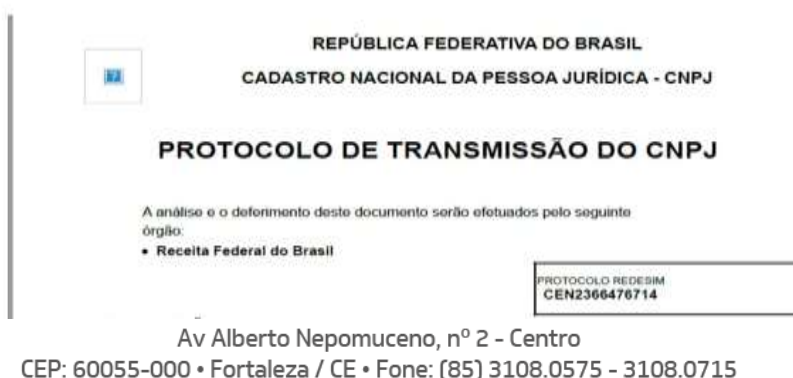 REPÚBLICA FEDERATIVA DO BRASIL
CADASTRO NACIONAL DA PESSOA JURÍDICA - CNPJ
PROTOCOLO DE TRANSMISSÃO DO CNPJ
A análise e o deferimento deste documento serão efetuados pelo seguinte
órgão:
• Receita Federal do Brasil
PROTOCOLO REDESIM
CEN2366476714
Av Alberto Nepomuceno, nº 2 - Centro
CEP: 60055-000 • Fortaleza / CE • Fone: (85) 3108.0575 - 3108.0715